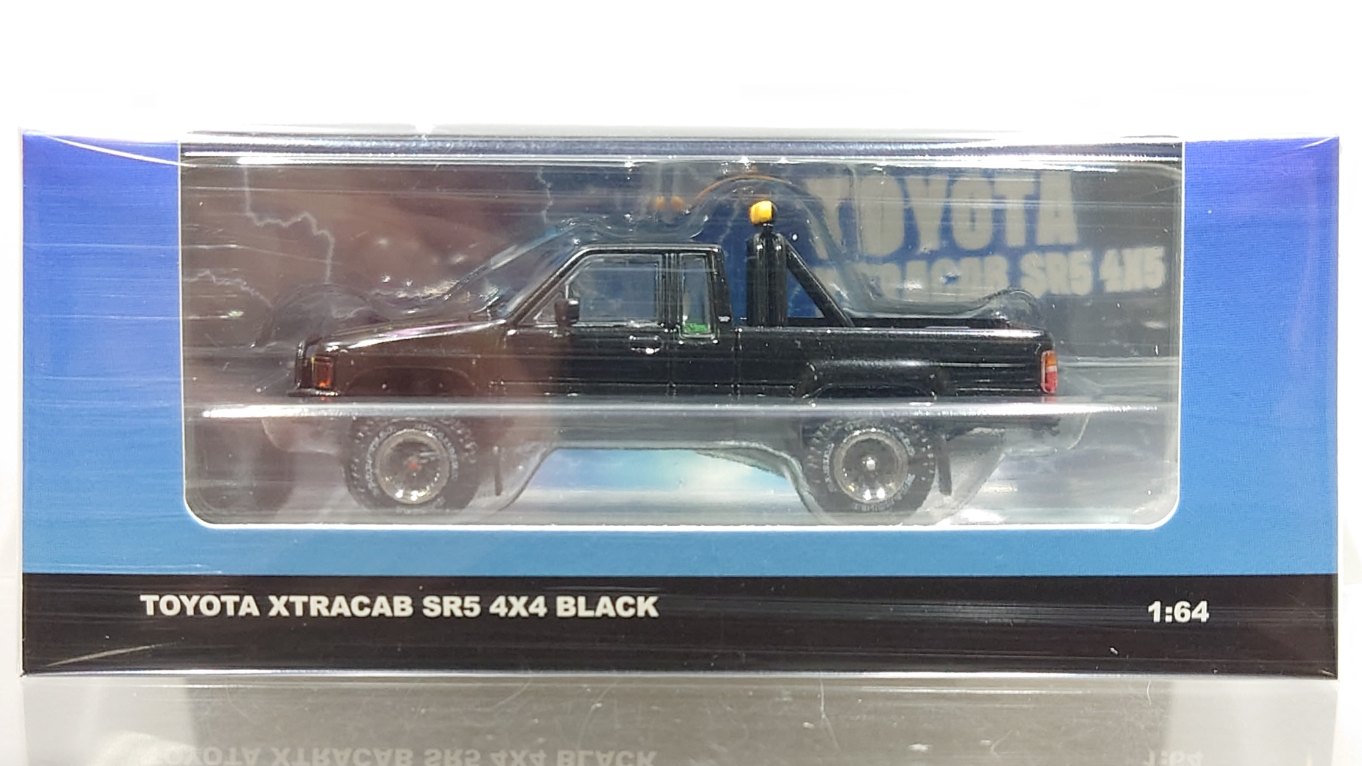 TOYOTA
XTRACAB SR5 4X5
TOYOTA XTRACAB SR5 4X4 BLACK
1:64